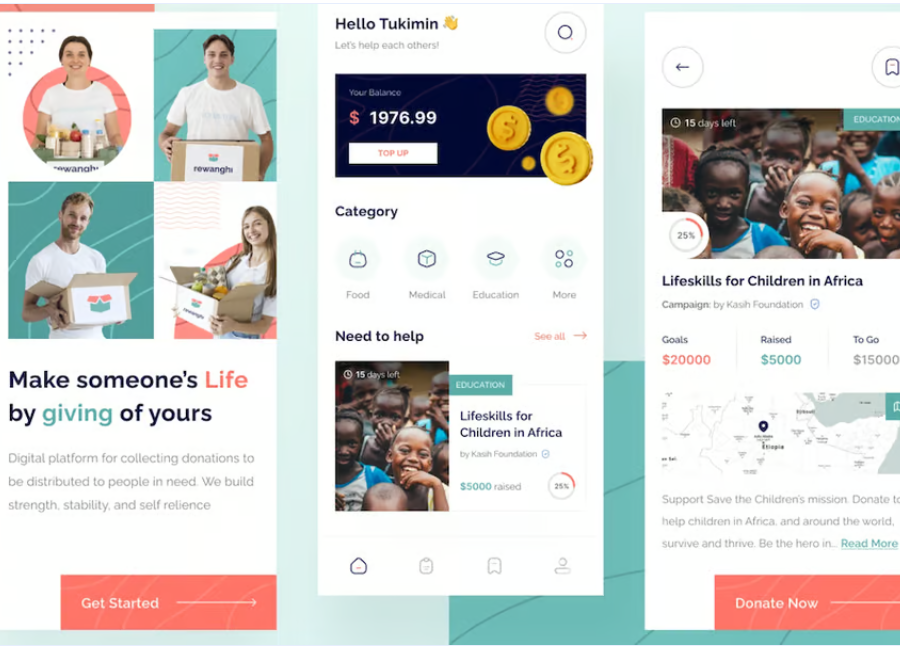 rewanghi
rewanghi
rewanghi
Make someone's Life
by giving of yours
Digital platform for collecting donations to
be distributed to people in need. We build
strength, stability, and self relience
Get Started
Hello Tukimin 👋
Let's help each others!
Your Balance
$ 1976.99
TOP UP
Category
Food
Medical
Education
More
Need to help
See all
15 days left
EDUCATION
Lifeskills for
Children in Africa
by Kasih Foundation
$5000 raised
25%
15 days left
EDUCATION
25%
Lifeskills for Children in Africa
Campaign: by Kasih Foundation
Goals
Raised
To Go
$20000
$5000
$15000
Ethiopia
Support Save the Children's mission. Donate to
help children in Africa, and around the world,
survive and thrive. Be the hero in... Read More
Donate Now